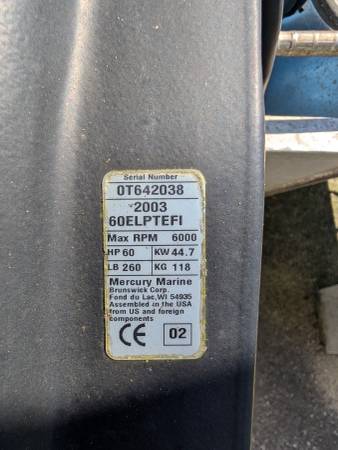 Serial Number
0T642038
2003
60ELPTEFI
Max RPM 6000
HP 60 KW 44.7
LB 260 KG 118
Mercury Marine
Brunswick Corp.
Fond du Lac,WI 54935
Assembled in the USA
from US and foreign
components
CE 02